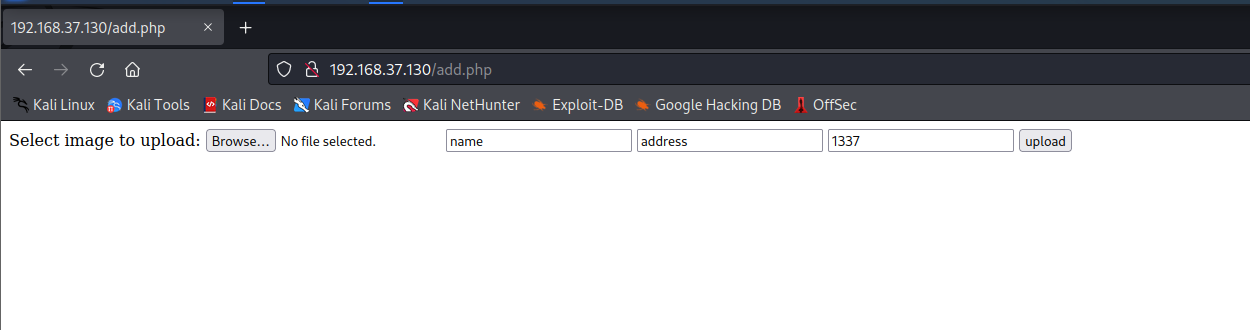 192.168.37.130/add.php
192.168.37.130/add.php
Kali Linux Kali Tools Kali Docs Kali Forums Kali NetHunter Exploit-DB Google Hacking DB OffSec
Select image to upload: Browse... No file selected. name address 1337 upload